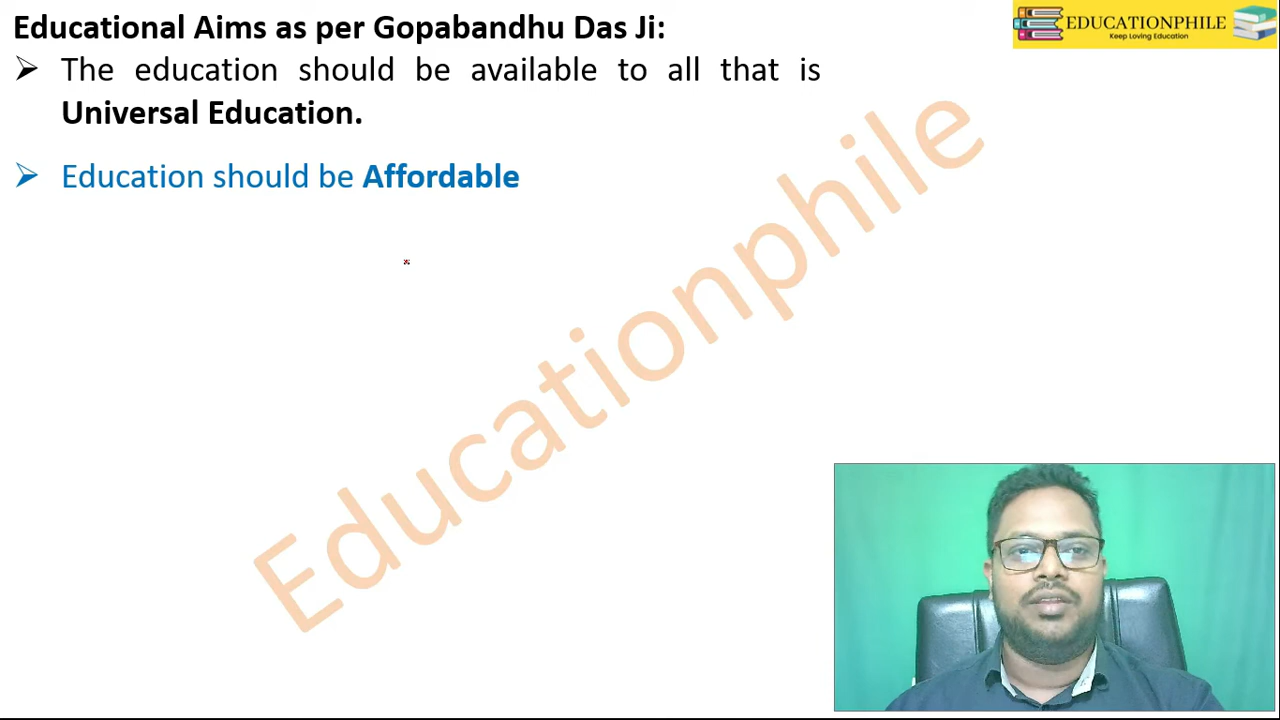 Educational Aims as per Gopabandhu Das Ji:
EDUCATIONPHILE
Keep Loving Education
➢ The education should be available to all that is
Universal Education.
➢ Education should be Affordable
Educationphile